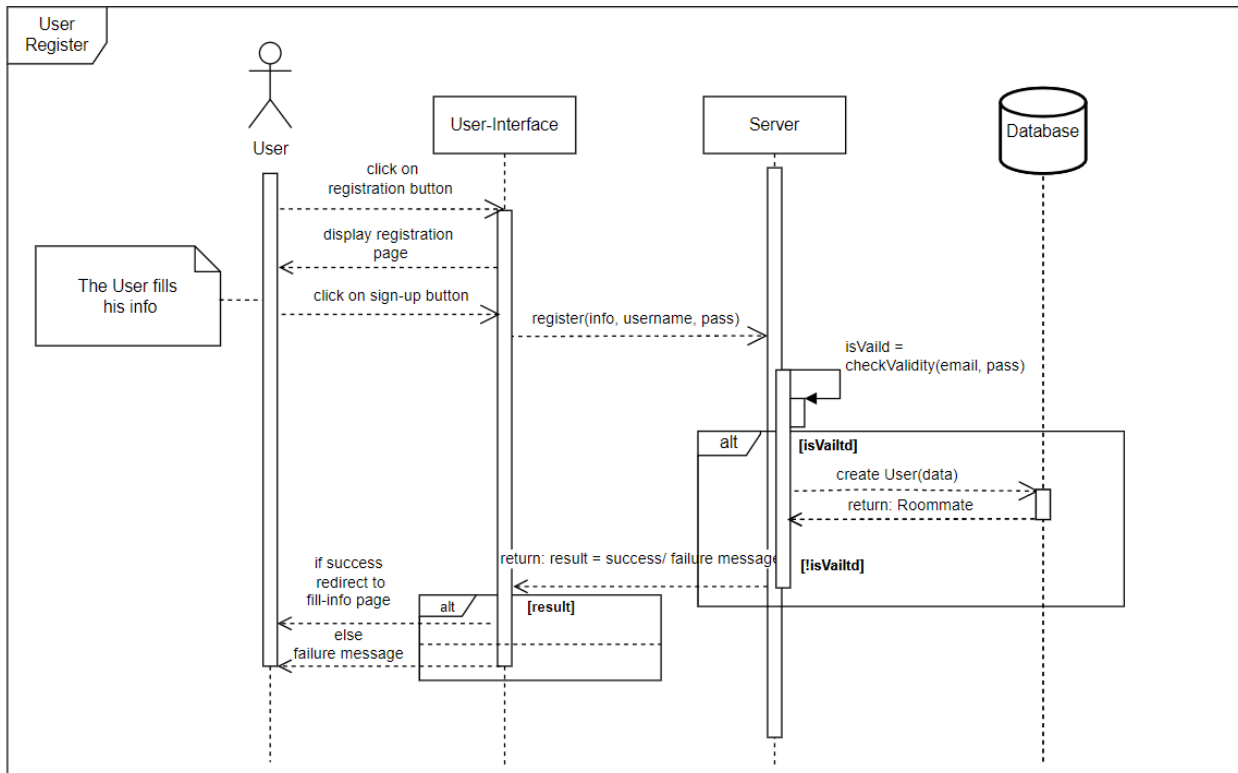 User
Register
User
User-Interface
Server
Database
click on
registration button
display registration
page
The User fills
his info
click on sign-up button
register(info, username, pass)
isVaild =
checkValidity(email, pass)
alt
[isVailtd]
create User(data)
return: Roommate
return: result = success/ failure message
[!isVailtd]
if success
redirect to
fill-info page
alt
[result]
else
failure message